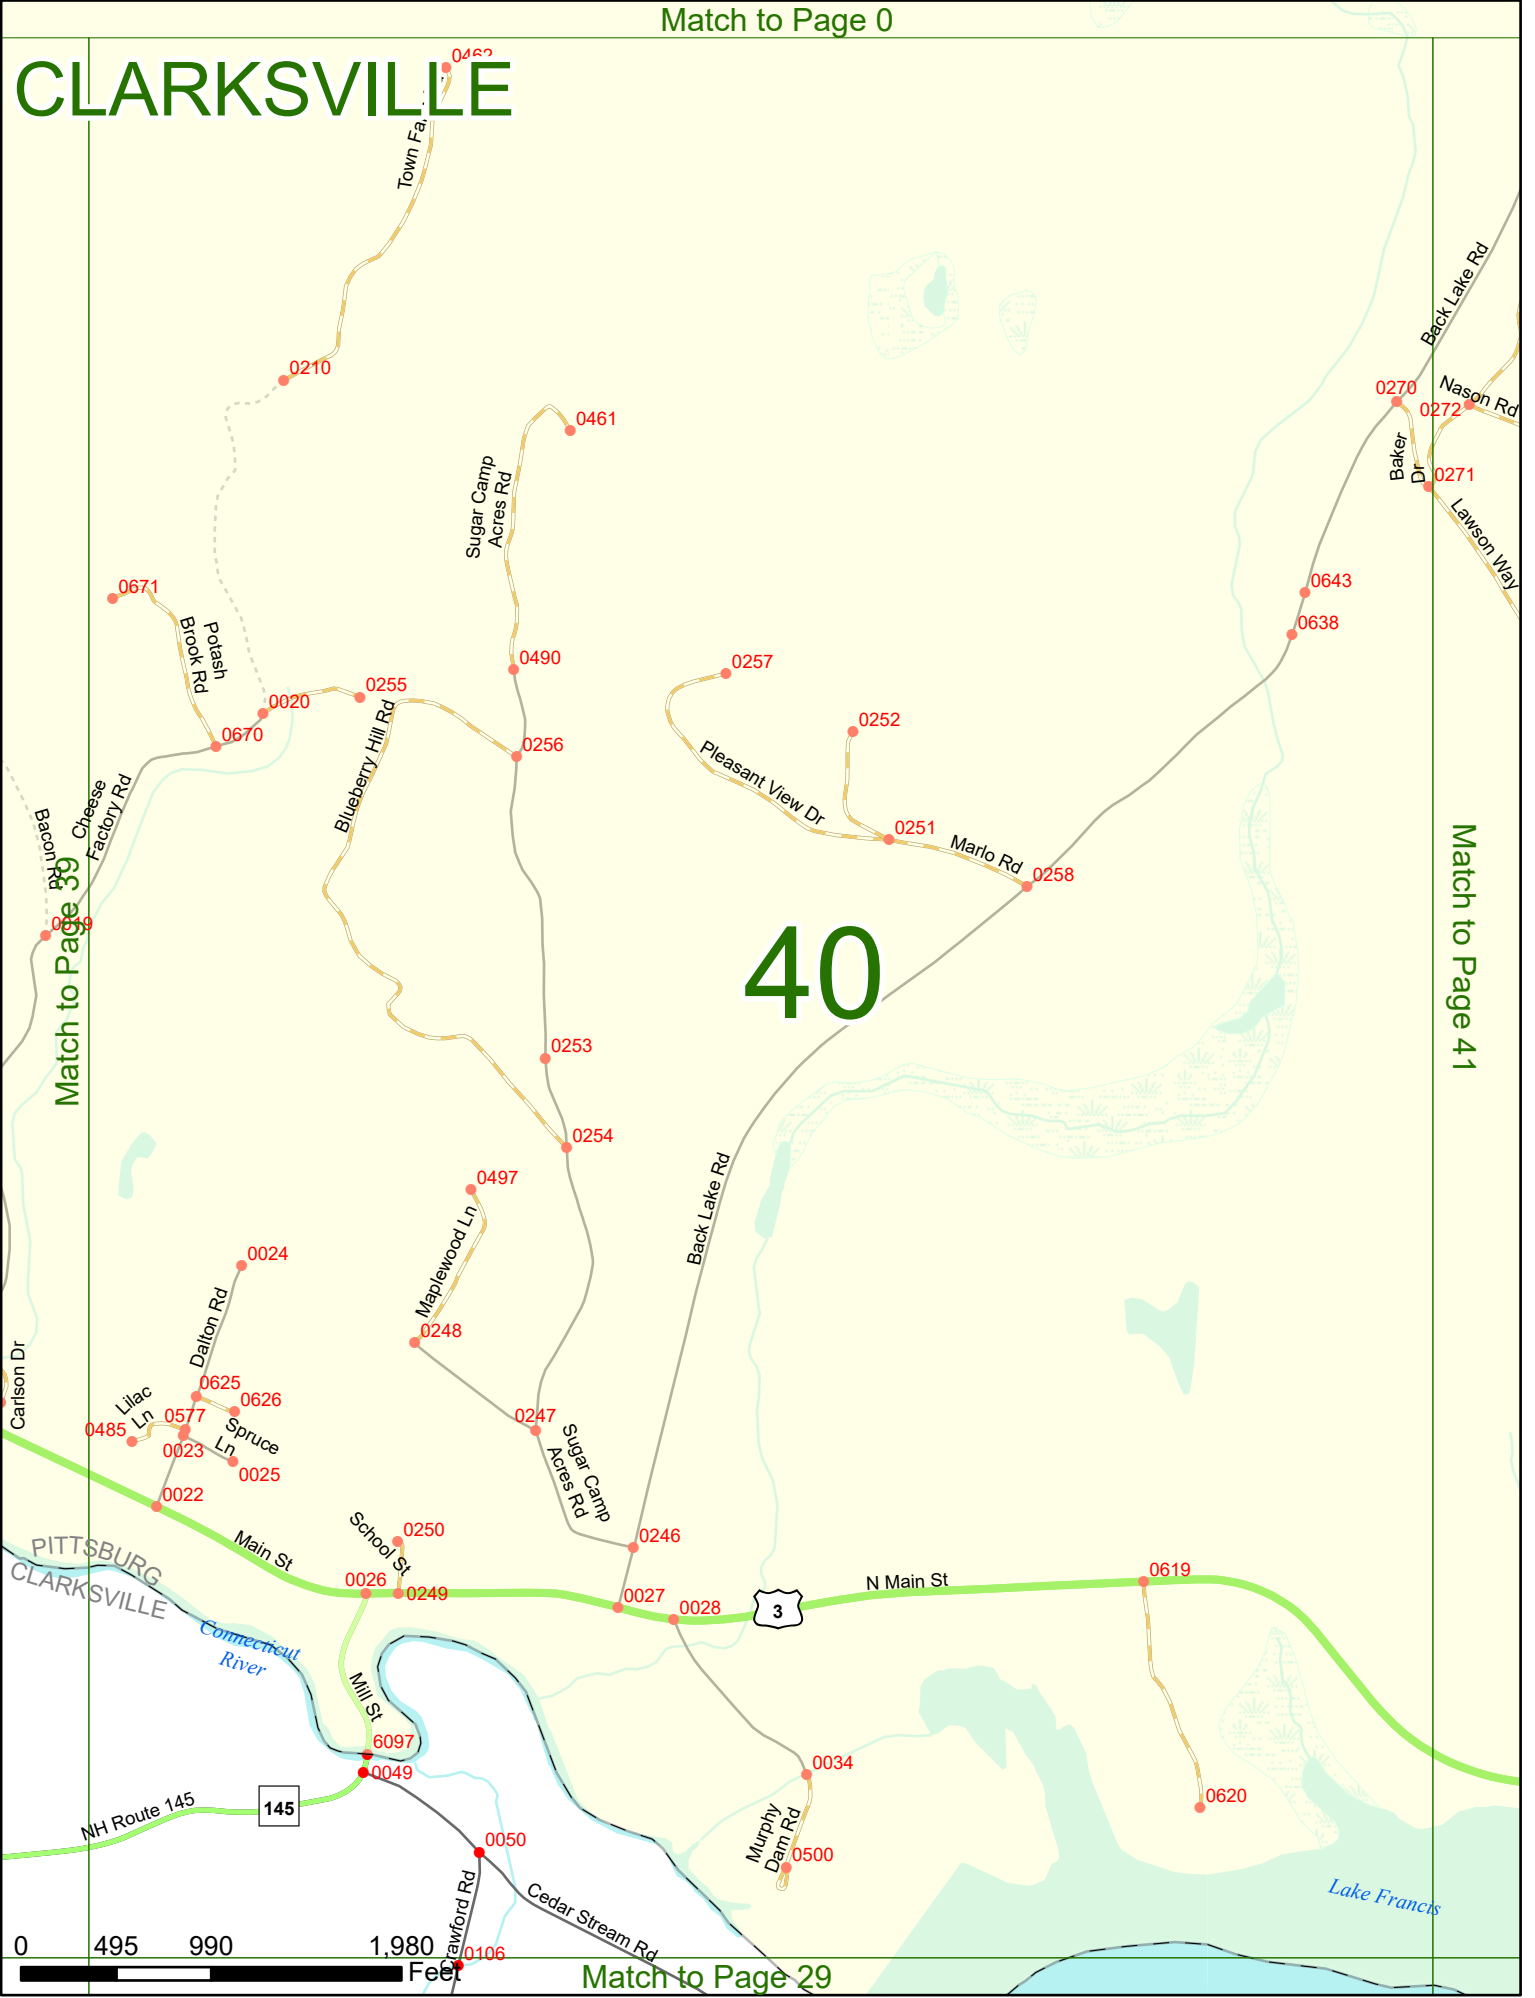 Match to Page 0
CLARKSVILLE
0462
0210
Back Lake Rd
0270
Nason Rd
0272
0461
Baker
Dr
0271
Sugar Camp
Acres Rd
Lawson Way
0671
0643
Potash
Brook Rd
0638
0490
0257
0255
0020
0252
0670
0256
Blueberry Hill Rd
Pleasant View Dr
Cheese
Factory Rd
Bacon Rd
0251
Marlo Rd
0258
Match to Page 39
Match to Page 41
0019
40
0253
0254
0497
Back Lake Rd
Maplewood Ln
0024
Dalton Rd
0248
Carlson Dr
0625
0626
Lilac
Ln
0577
0485
0023
Spruce
Ln
0025
0247
Sugar Camp
Acres Rd
0022
Main St
School St
0250
0246
PITTSBURG
CLARKSVILLE
0026
0249
0027
0028
N Main St
3
0619
Connecticut
River
Mill St
6097
0049
0034
NH Route 145
145
0620
Murphy
Dam Rd
0050
0500
Crawford Rd
Cedar Stream Rd
Lake Francis
0 495 990 1,980
Feet
0106
Match to Page 29